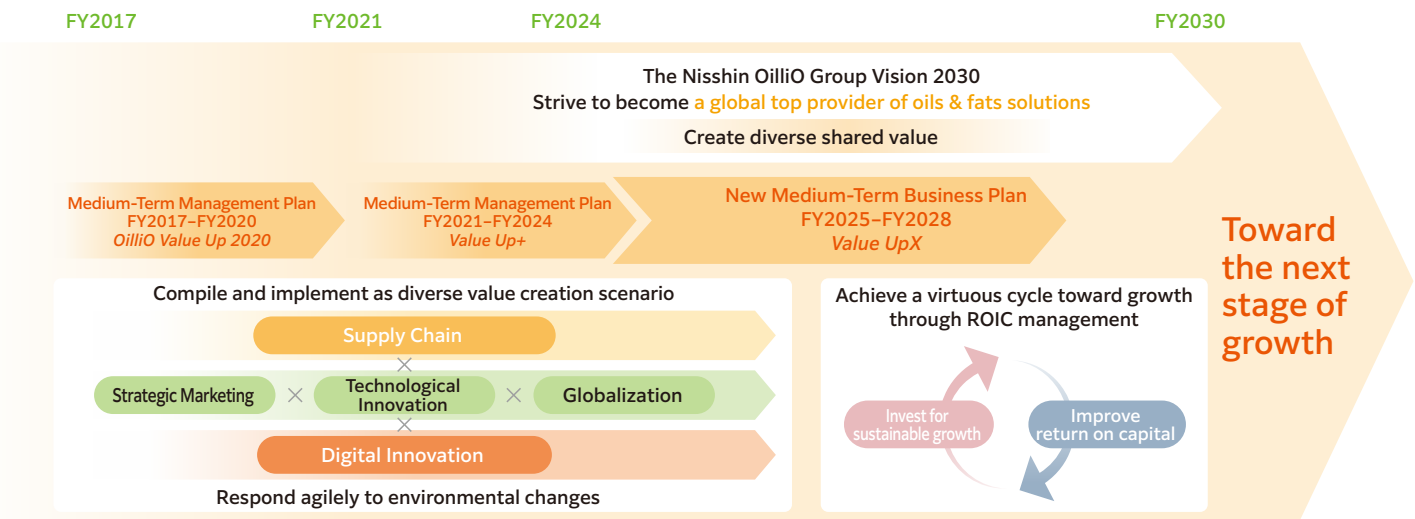 FY2017
FY2021
FY2024
FY2030
The Nisshin OilliO Group Vision 2030
Strive to become a global top provider of oils & fats solutions
Create diverse shared value
Medium-Term Management Plan
FY2017–FY2020
OilliO Value Up 2020
Medium-Term Management Plan
FY2021–FY2024
Value Up+
New Medium-Term Business Plan
FY2025–FY2028
Value UpX
Toward
the next
stage of
growth
Compile and implement as diverse value creation scenario
Supply Chain
×
Strategic Marketing
×
Technological
Innovation
×
Globalization
×
Digital Innovation
Respond agilely to environmental changes
Achieve a virtuous cycle toward growth
through ROIC management
Invest for
sustainable growth
Improve
return on capital